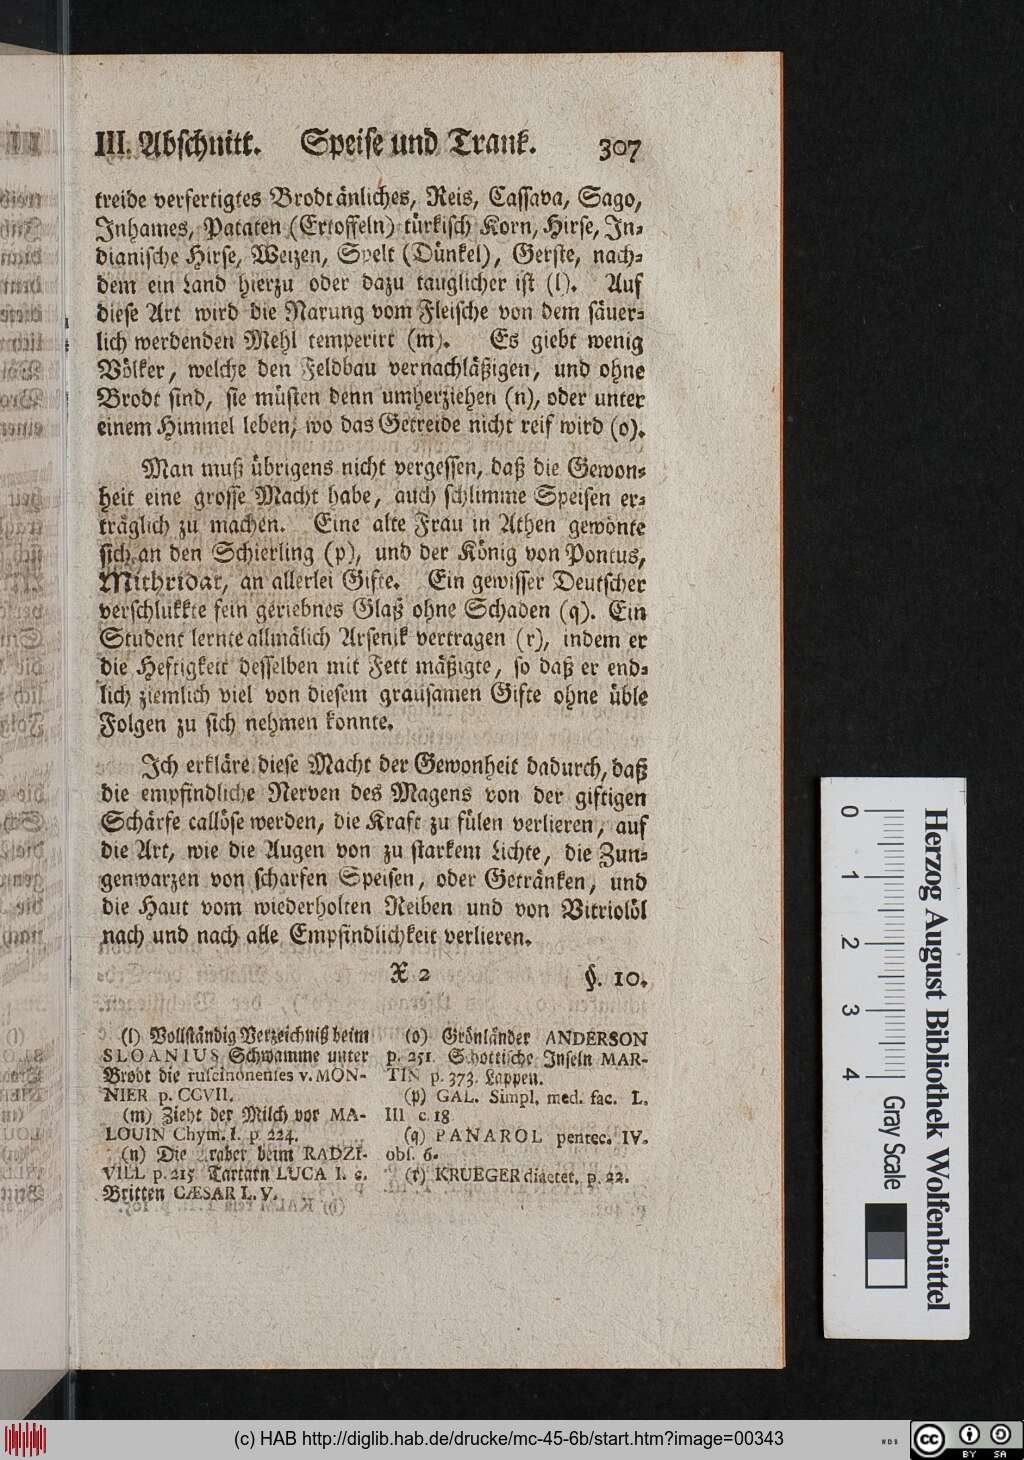 III. Abschnitt. Speise und Trank. 307
treide verfertigtes Brodt änliches, Reis, Cassava, Sago,
Inhames, Pataten (Ertoffeln) türkisch Korn, Hirse, In-
dianische Hirse, Weizen, Spelt (Dünkel), Gerste, nach-
dem ein Land hierzu oder dazu tauglicher ist (l). Auf
diese Art wird die Narung vom Fleische von dem säuer-
lich werdenden Mehl temperirt (m). Es giebt wenig
Völker, welche den Feldbau vernachläßigen, und ohne
Brodt sind, sie müsten denn umherziehen (n), oder unter
einem Himmel leben, wo das Getreide nicht reif wird (o).
Man muß übrigens nicht vergessen, daß die Gewon-
heit eine grosse Macht habe, auch schlimme Speisen er-
träglich zu machen. Eine alte Frau in Athen gewönte
sich an den Schierling (p), und der König von Pontus,
Mithridat, an allerlei Gifte. Ein gewisser Deutscher
verschlukkte fein geriebnes Glaß ohne Schaden (q). Ein
Student lernte allmälich Arsenik vertragen (r), indem er
die Heftigkeit desselben mit Fett mäßigte, so daß er end-
lich ziemlich viel von diesem grausamen Gifte ohne üble
Folgen zu sich nehmen konnte.
Ich erkläre diese Macht der Gewonheit dadurch, daß
die empfindliche Nerven des Magens von der giftigen
Schärfe callöse werden, die Kraft zu fülen verlieren, auf
die Art, wie die Augen von zu starkem Lichte, die Zun-
genwarzen von scharfen Speisen, oder Getränken, und
die Haut vom wiederholten Reiben und von Vitriolöl
nach und nach alle Empfindlichkeit verlieren.
X 2 §. 10.
(l) Vollständig Verzeichniß beim
SLOANIUS Schwamme unter
Brodt die ruscinonenses v. MON-
NIER p. CCVII.
(m) Zieht der Milch vor MA-
LOUIN Chym. I. p. 224.
(n) Die Araber beim RADZI-
VILL p. 215 Tartarn LUCA I. c.
Britten CÆSAR L. V.
(o) Grönländer ANDERSON
p. 251. Schottische Inseln MAR-
TIN p. 373. Lappen.
(p) GAL. Simpl. med. fac. L.
III c. 18
(q) PANAROL pentec. IV.
obs. 6.
(r) KRUEGER diaetet. p. 22.
Herzog August Bibliothek Wolfenbüttel
0 1 2 3 4 Gray Scale
(c) HAB http://diglib.hab.de/drucke/mc-45-6b/start.htm?image=00343
cc BY SA